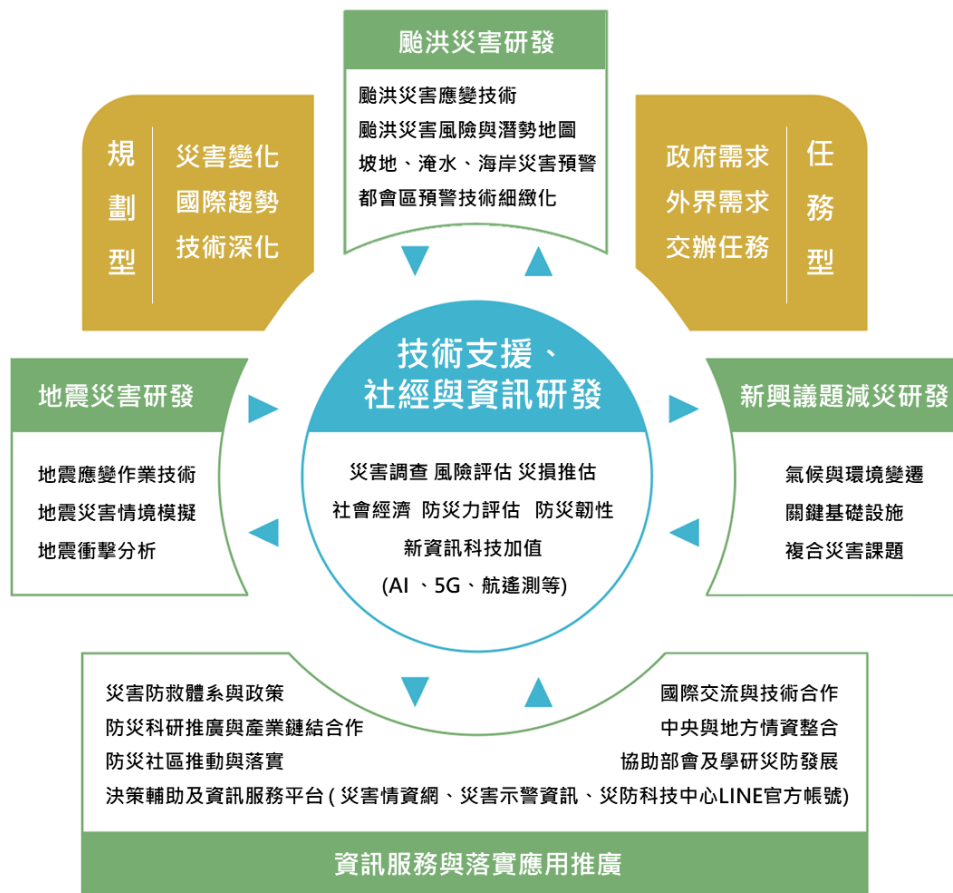 颱洪災害研發
颱洪災害應變技術
颱洪災害風險與潛勢地圖
坡地、淹水、海岸災害預警
都會區預警技術細緻化
規劃型
災害變化
國際趨勢
技術深化
政府需求
外界需求
交辦任務
任務型
技術支援、
社經與資訊研發
災害調查 風險評估 災損推估
社會經濟 防災力評估 防災韌性
新資訊科技加值
(AI 、5G、航遙測等)
地震災害研發
地震應變作業技術
地震災害情境模擬
地震衝擊分析
新興議題減災研發
氣候與環境變遷
關鍵基礎設施
複合災害課題
災害防救體系與政策
防災科研推廣與產業鏈結合作
防災社區推動與落實
國際交流與技術合作
中央與地方情資整合
協助部會及學研災防發展
決策輔助及資訊服務平台 ( 災害情資網、災害示警資訊、災防科技中心LINE官方帳號)
資訊服務與落實應用推廣